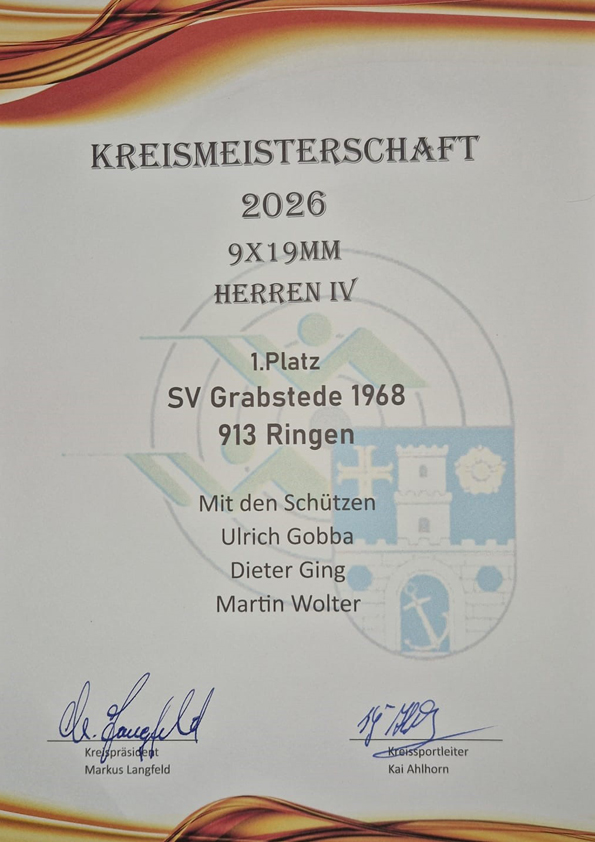 KREISMEISTERSCHAFT
2026
9X19MM
HERREN IV
1.Platz
SV Grabstede 1968
913 Ringen
Mit den Schützen
Ulrich Gobba
Dieter Ging
Martin Wolter
Kreispräsident
Markus Langfeld
Kreissportleiter
Kai Ahlhorn